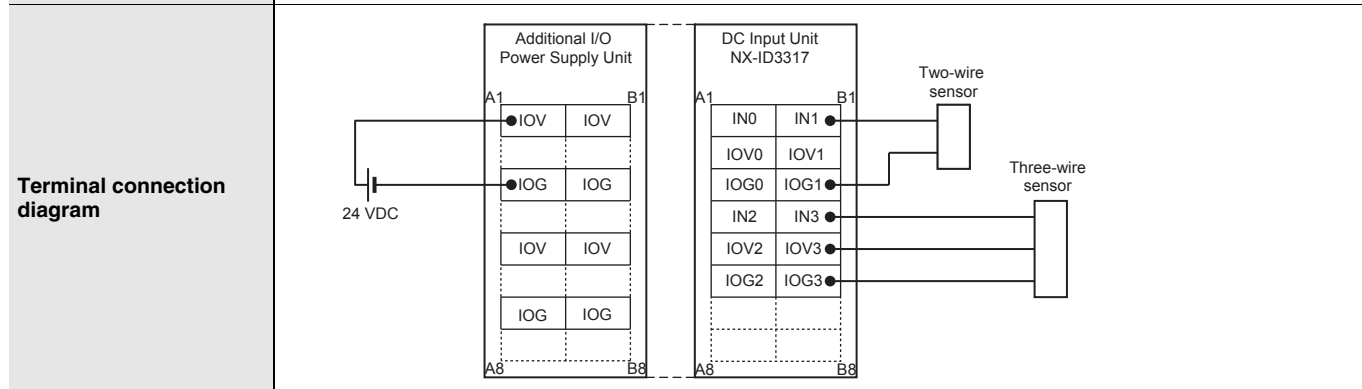 Terminal connection
diagram
Additional I/O
Power Supply Unit
A1 B1
IOV IOV
IOG IOG
IOV IOV
IOG IOG
A8 B8
24 VDC
DC Input Unit
NX-ID3317
A1 B1
IN0 IN1
IOV0 IOV1
IOG0 IOG1
IN2 IN3
IOV2 IOV3
IOG2 IOG3
A8 B8
Two-wire
sensor
Three-wire
sensor